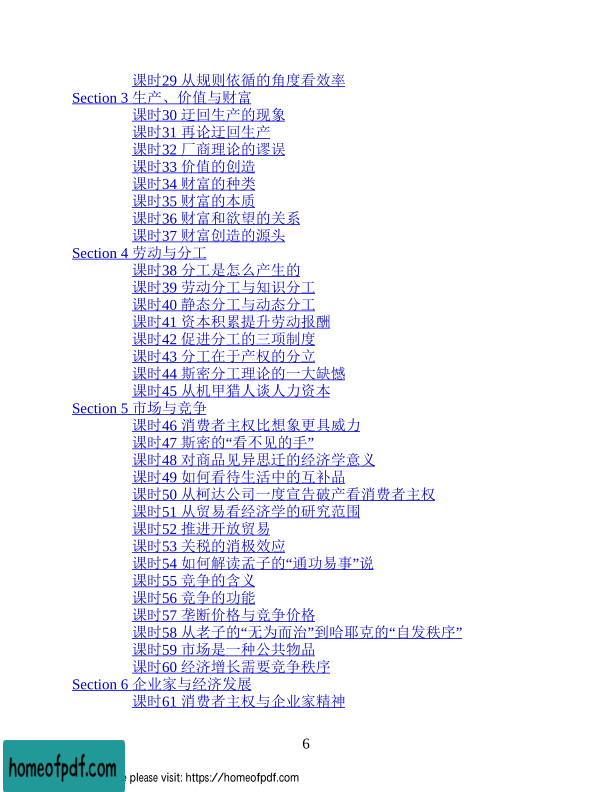 课时29 从规则依循的角度看效率
Section 3 生产、价值与财富
课时30 迂回生产的现象
课时31 再论迂回生产
课时32 厂商理论的谬误
课时33 价值的创造
课时34 财富的种类
课时35 财富的本质
课时36 财富和欲望的关系
课时37 财富创造的源头
Section 4 劳动与分工
课时38 分工是怎么产生的
课时39 劳动分工与知识分工
课时40 静态分工与动态分工
课时41 资本积累提升劳动报酬
课时42 促进分工的三项制度
课时43 分工在于产权的分立
课时44 斯密分工理论的一大缺憾
课时45 从机甲猎人谈人力资本
Section 5 市场与竞争
课时46 消费者主权比想象更具威力
课时47 斯密的“看不见的手”
课时48 对商品见异思迁的经济学意义
课时49 如何看待生活中的互补品
课时50 从柯达公司一度宣告破产看消费者主权
课时51 从贸易看经济学的研究范围
课时52 推进开放贸易
课时53 关税的消极效应
课时54 如何解读孟子的“通功易事”说
课时55 竞争的含义
课时56 竞争的功能
课时57 垄断价格与竞争价格
课时58 从老子的“无为而治”到哈耶克的“自发秩序”
课时59 市场是一种公共物品
课时60 经济增长需要竞争秩序
Section 6 企业家与经济发展
课时61 消费者主权与企业家精神
6
homeofpdf.com
please visit: https://homeofpdf.com